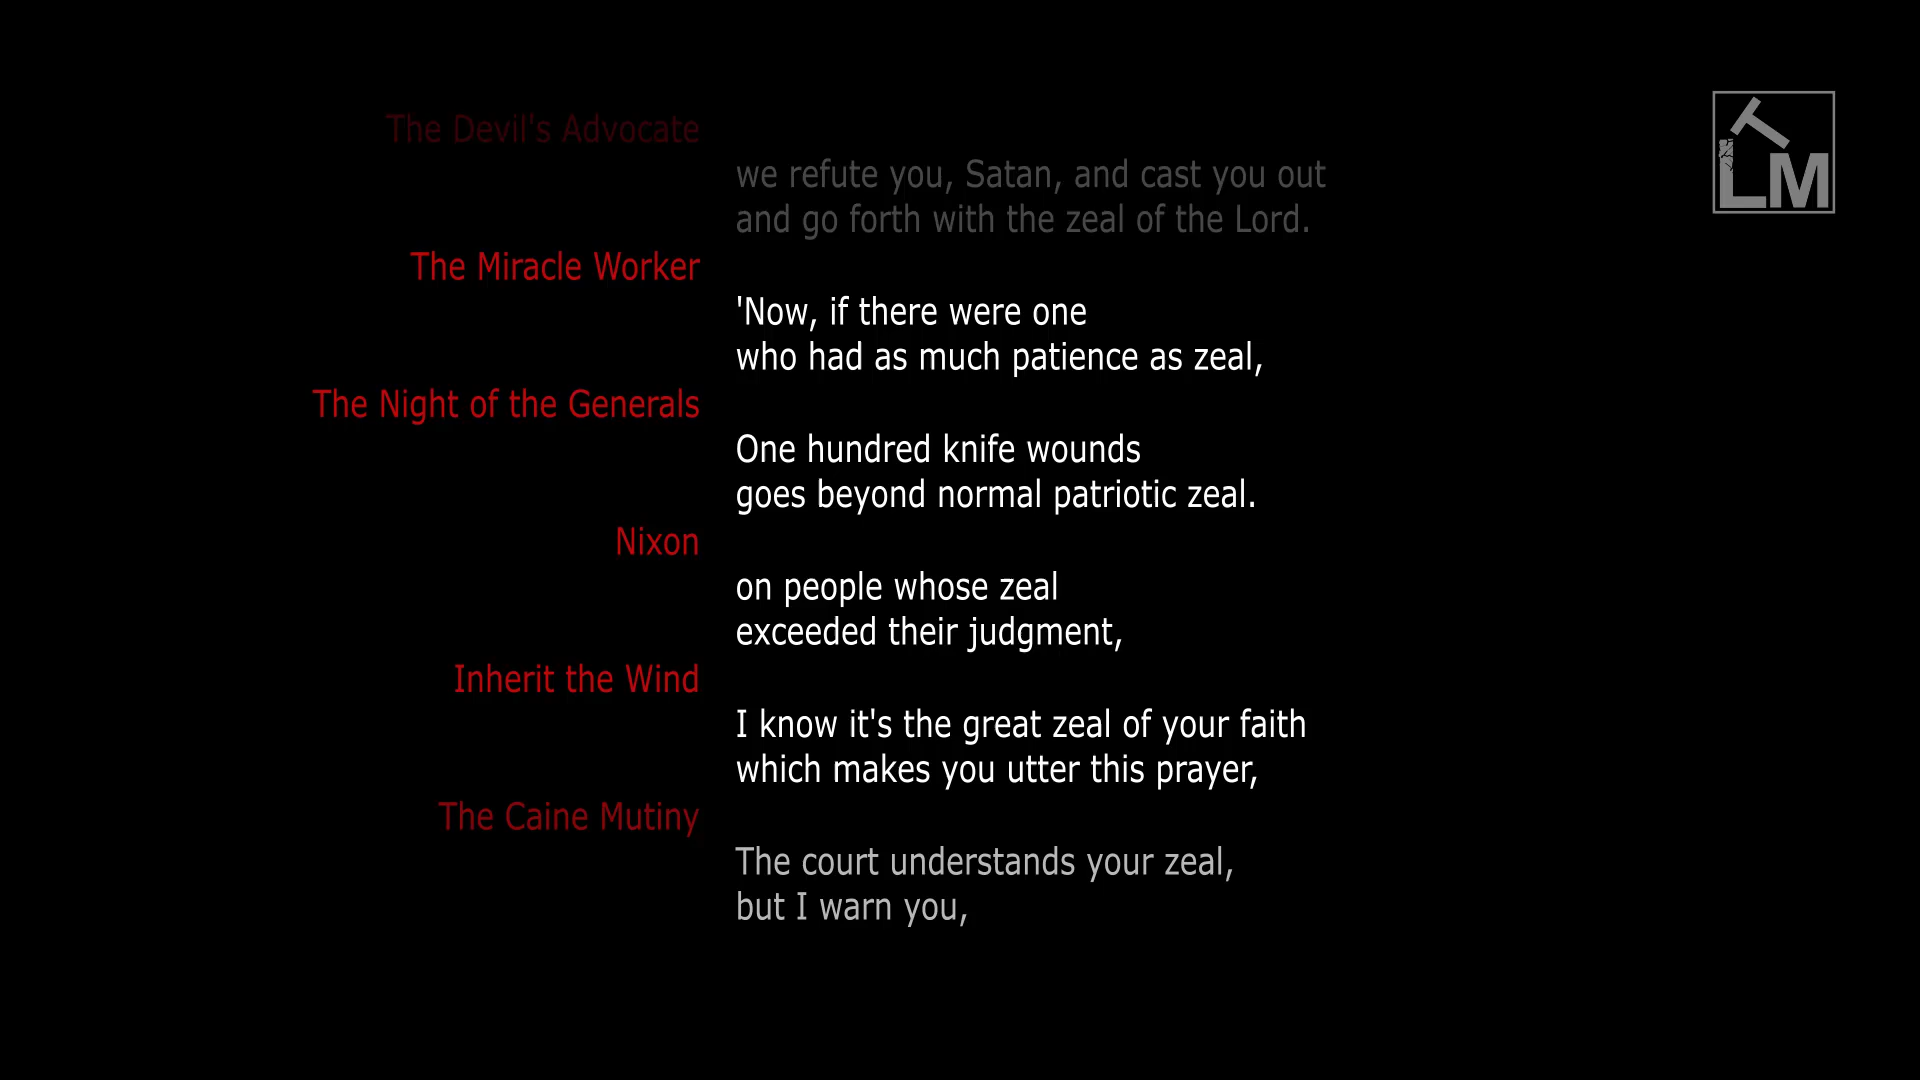 The Devil's Advocate
we refute you, Satan, and cast you out
and go forth with the zeal of the Lord.
The Miracle Worker
'Now, if there were one
who had as much patience as zeal,
The Night of the Generals
One hundred knife wounds
goes beyond normal patriotic zeal.
Nixon
on people whose zeal
exceeded their judgment,
Inherit the Wind
I know it's the great zeal of your faith
which makes you utter this prayer,
The Caine Mutiny
The court understands your zeal,
but I warn you,
LTM